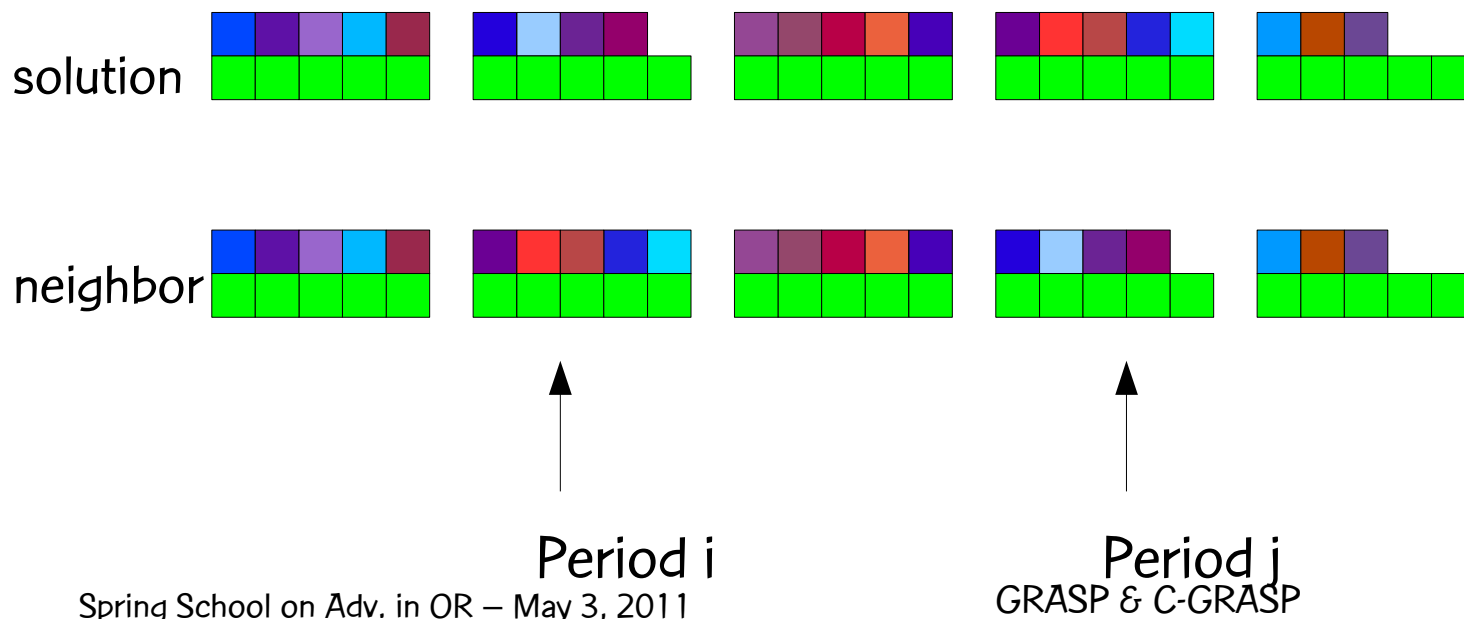 solution
neighbor
Period i
Period j
Spring School on Adv. in OR – May 3, 2011
GRASP & C-GRASP